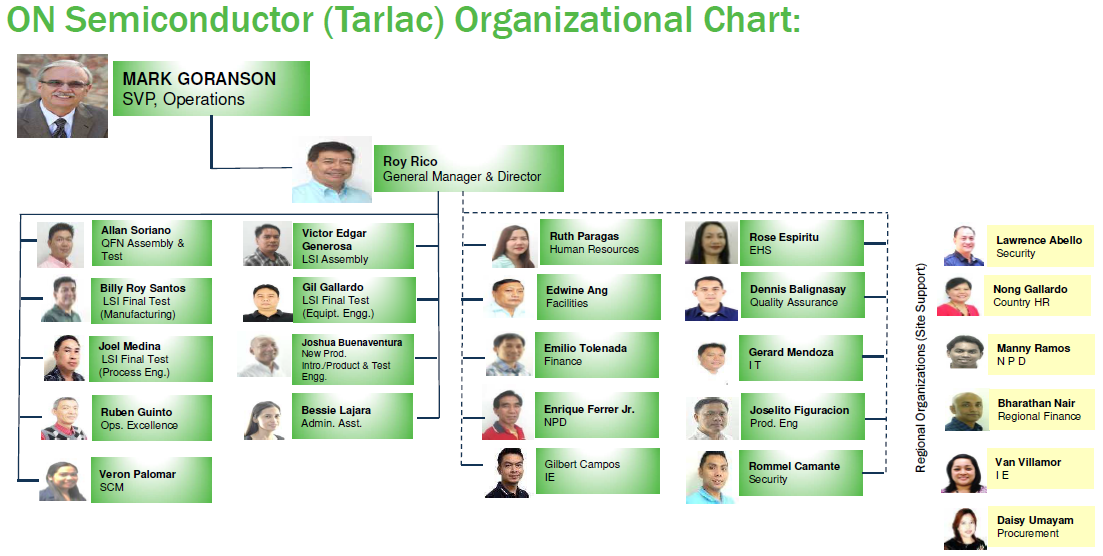 ON Semiconductor (Tarlac) Organizational Chart:
MARK GORANSON
SVP, Operations
Roy Rico
General Manager & Director
Allan Soriano
QFN Assembly &
Test
Billy Roy Santos
LSI Final Test
(Manufacturing)
Joel Medina
LSI Final Test
(Process Eng.)
Ruben Guinto
Ops. Excellence
Veron Palomar
SCM
Victor Edgar
Generosa
LSI Assembly
Gil Gallardo
LSI Final Test
(Equipt. Engg.)
Joshua Buenaventura
New Prod.
Intro./Product & Test
Engg.
Bessie Lajara
Admin. Asst.
Ruth Paragas
Human Resources
Edwine Ang
Facilities
Emilio Tolenada
Finance
Enrique Ferrer Jr.
NPD
Gilbert Campos
IE
Rose Espiritu
EHS
Dennis Balignasay
Quality Assurance
Gerard Mendoza
I T
Joselito Figuracion
Prod. Eng
Rommel Camante
Security
Regional Organizations (Site Support)
Lawrence Abello
Security
Nong Gallardo
Country HR
Manny Ramos
N P D
Bharathan Nair
Regional Finance
Van Villamor
I E
Daisy Umayam
Procurement